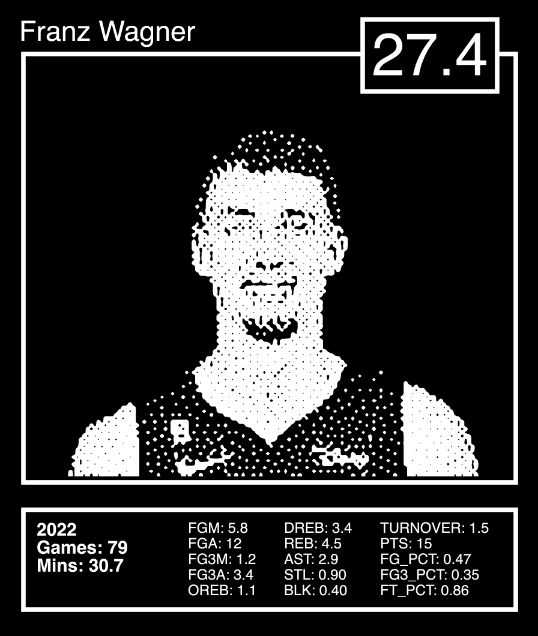 Franz Wagner
27.4
2022
Games: 79
Mins: 30.7
FGM: 5.8
FGA: 12
FG3M: 1.2
FG3A: 3.4
OREB: 1.1
DREB: 3.4
REB: 4.5
AST: 2.9
STL: 0.90
BLK: 0.40
TURNOVER: 1.5
PTS: 15
FG_PCT: 0.47
FG3_PCT: 0.35
FT_PCT: 0.86